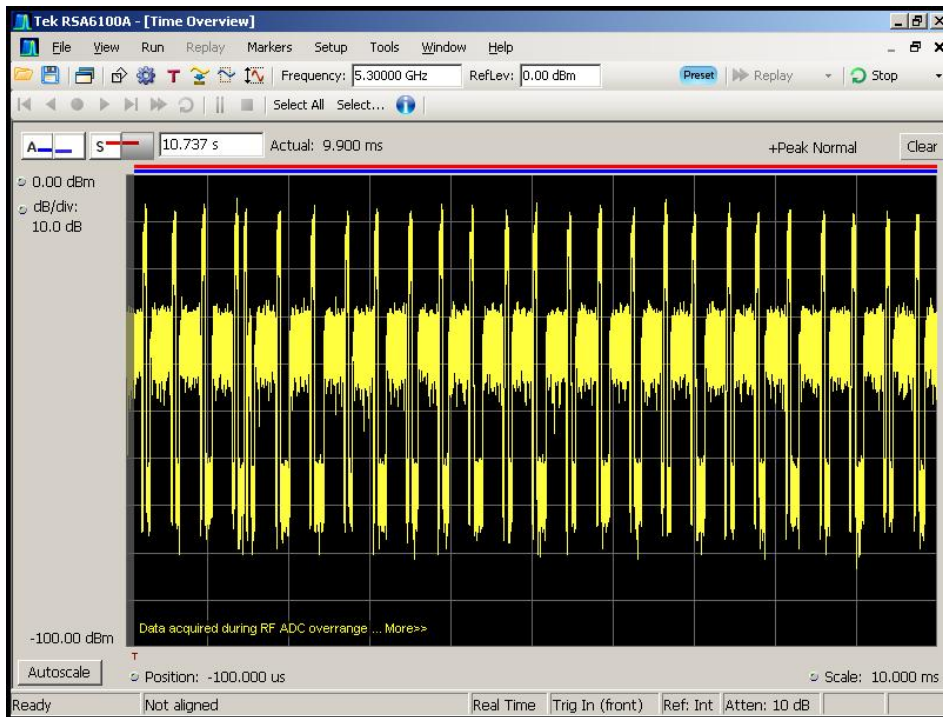 Tek RSA6100A - [Time Overview]
File View Run Replay Markers Setup Tools Window Help
T Frequency: 5.30000 GHz RefLev: 0.00 dBm Preset Replay Stop
Select All Select... i
A S 10.737 s Actual: 9.900 ms +Peak Normal Clear
0.00 dBm
dB/div:
10.0 dB
Data acquired during RF ADC overrange ... More>>
-100.00 dBm
T
Autoscale Position: -100.000 us Scale: 10.000 ms
Ready Not aligned Real Time Trig In (front) Ref: Int Atten: 10 dB